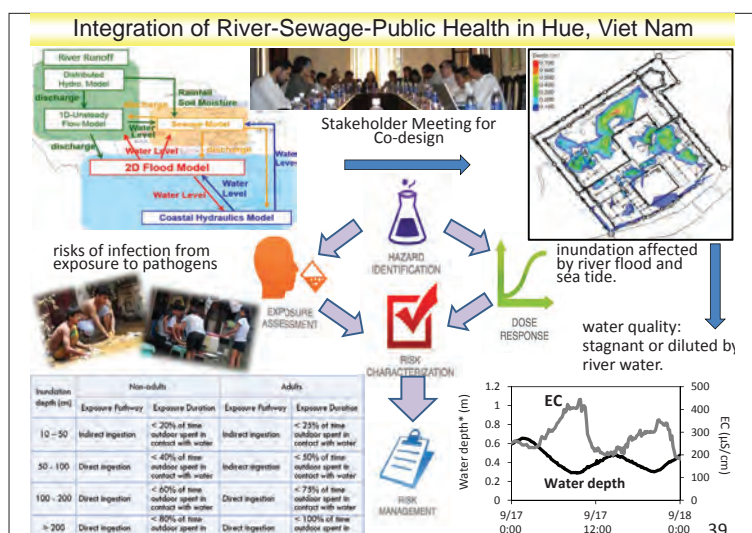 Integration of River-Sewage-Public Health in Hue, Viet Nam
River Runoff
Distributed
Hydro. Model
discharge
1D-Unsteady
Flow Model
discharge
Rainfall
Soil Moisture
discharge
Water
Level
Sewage Model
discharge
Water Level
Water
Level
2D Flood Model
Water Level
Water
Level
Coastal Hydraulics Model
Stakeholder Meeting for
Co-design
risks of infection from
exposure to pathogens
HAZARD
IDENTIFICATION
EXPOSURE
ASSESSMENT
DOSE
RESPONSE
RISK
CHARACTERIZATION
RISK
MANAGEMENT
inundation affected
by river flood and
sea tide.
water quality:
stagnant or diluted by
river water.
Inundation depth (cm)
Non-adults
Adults
Exposure Pathway
Exposure Duration
Exposure Pathway
Exposure Duration
10 – 50
Indirect ingestion
< 20% of time
outdoor spent in
contact with water
Indirect ingestion
< 25% of time
outdoor spent in
contact with water
50 - 100
Direct ingestion
< 40% of time
outdoor spent in
contact with water
Indirect ingestion
< 50% of time
outdoor spent in
contact with water
100 - 200
Direct ingestion
< 60% of time
outdoor spent in
contact with water
Direct ingestion
< 75% of time
outdoor spent in
contact with water
> 200
Direct ingestion
< 80% of time
outdoor spent in
Direct ingestion
< 100% of time
outdoor spent in
Water depth* (m)
1.2
1
0.8
0.6
0.4
0.2
0
EC
Water depth
500
400
300
200
100
0
EC (µS/cm)
9/17
0:00
9/17
12:00
9/18
0:00
39